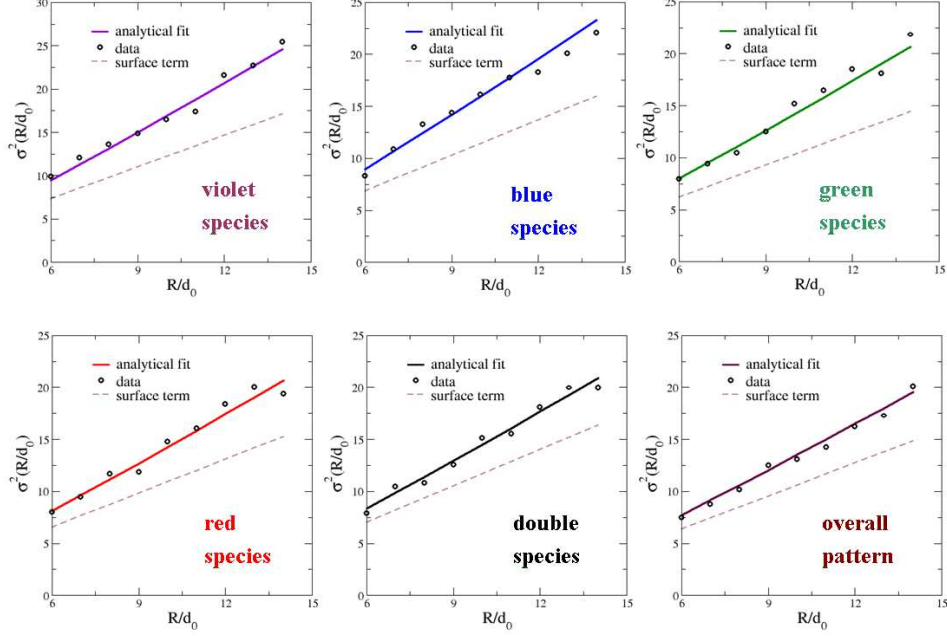 30
25
20
15
10
5
0
σ²(R/d₀)
analytical fit
data
surface term
violet
species
6
9
12
15
R/d₀
25
20
15
10
5
0
σ²(R/d₀)
analytical fit
data
surface term
blue
species
6
9
12
15
R/d₀
25
20
15
10
5
0
σ²(R/d₀)
analytical fit
data
surface term
green
species
6
9
12
15
R/d₀
25
20
15
10
5
0
σ²(R/d₀)
analytical fit
data
surface term
red
species
6
9
12
15
R/d₀
25
20
15
10
5
0
σ²(R/d₀)
analytical fit
data
surface term
double
species
6
9
12
15
R/d₀
25
20
15
10
5
0
σ²(R/d₀)
analytical fit
data
surface term
overall
pattern
6
9
12
15
R/d₀